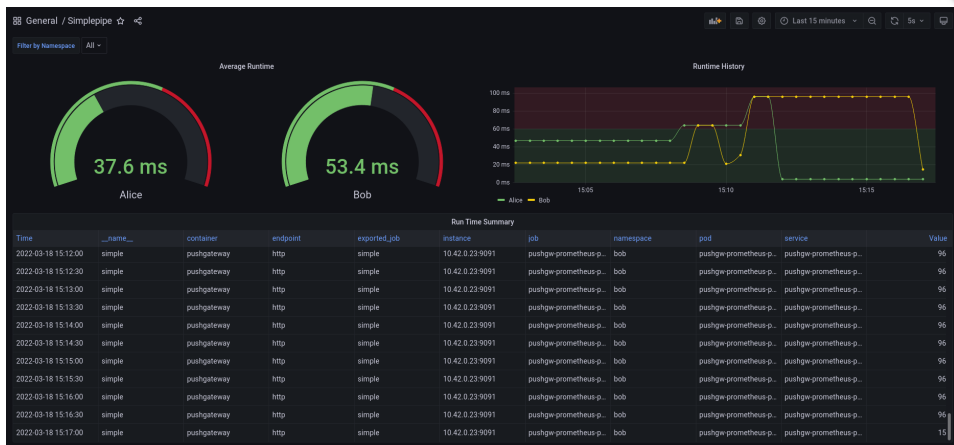 General / Simplepipe
Last 15 minutes
5s
Filter by Namespace All
Average Runtime
37.6 ms
Alice
53.4 ms
Bob
Runtime History
100 ms
80 ms
60 ms
40 ms
20 ms
0 ms
15:05 15:10 15:15
Alice Bob
Run Time Summary
Time __name__ container endpoint exported_job instance job namespace pod service Value
2022-03-18 15:12:00 simple pushgateway http simple 10.42.0.23:9091 pushgw-prometheus-p... bob pushgw-prometheus-p... pushgw-prometheus-p... 96
2022-03-18 15:12:30 simple pushgateway http simple 10.42.0.23:9091 pushgw-prometheus-p... bob pushgw-prometheus-p... pushgw-prometheus-p... 96
2022-03-18 15:13:00 simple pushgateway http simple 10.42.0.23:9091 pushgw-prometheus-p... bob pushgw-prometheus-p... pushgw-prometheus-p... 96
2022-03-18 15:13:30 simple pushgateway http simple 10.42.0.23:9091 pushgw-prometheus-p... bob pushgw-prometheus-p... pushgw-prometheus-p... 96
2022-03-18 15:14:00 simple pushgateway http simple 10.42.0.23:9091 pushgw-prometheus-p... bob pushgw-prometheus-p... pushgw-prometheus-p... 96
2022-03-18 15:14:30 simple pushgateway http simple 10.42.0.23:9091 pushgw-prometheus-p... bob pushgw-prometheus-p... pushgw-prometheus-p... 96
2022-03-18 15:15:00 simple pushgateway http simple 10.42.0.23:9091 pushgw-prometheus-p... bob pushgw-prometheus-p... pushgw-prometheus-p... 96
2022-03-18 15:15:30 simple pushgateway http simple 10.42.0.23:9091 pushgw-prometheus-p... bob pushgw-prometheus-p... pushgw-prometheus-p... 96
2022-03-18 15:16:00 simple pushgateway http simple 10.42.0.23:9091 pushgw-prometheus-p... bob pushgw-prometheus-p... pushgw-prometheus-p... 96
2022-03-18 15:16:30 simple pushgateway http simple 10.42.0.23:9091 pushgw-prometheus-p... bob pushgw-prometheus-p... pushgw-prometheus-p... 96
2022-03-18 15:17:00 simple pushgateway http simple 10.42.0.23:9091 pushgw-prometheus-p... bob pushgw-prometheus-p... pushgw-prometheus-p... 15